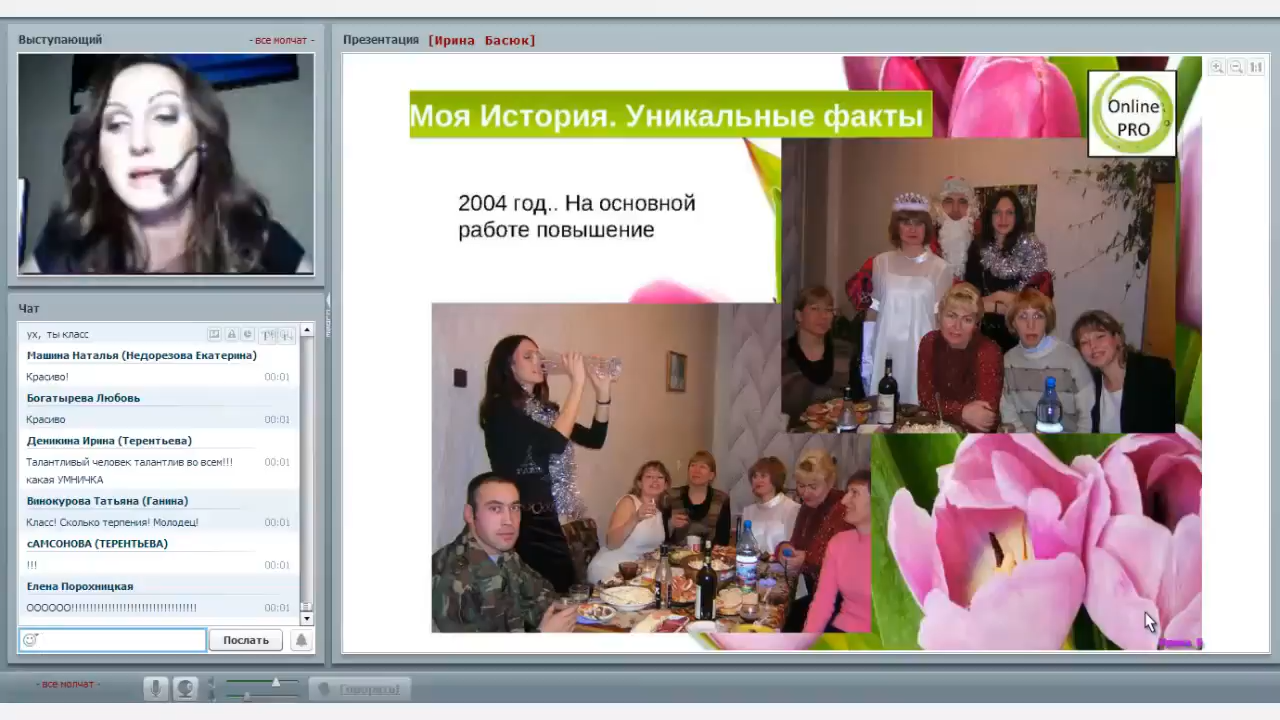 Выступающий
- все молчат -
Презентация [Ирина Басюк]
Моя История. Уникальные факты
Online
PRO
2004 год.. На основной
работе повышение
Чат
ух, ты класс
Машина Наталья (Недорезова Екатерина)
Красиво! 00:01
Богатырева Любовь
Красиво 00:01
Деникина Ирина (Терентьева)
Талантливый человек талантлив во всем!!! 00:01
какая УМНИЧКА
Винокурова Татьяна (Ганина)
Класс! Сколько терпения! Молодец! 00:01
сАМСОНОВА (ТЕРЕНТЬЕВА)
!!! 00:01
Елена Порохницкая
ОООООО!!!!!!!!!!!!!!!!!!!!!!!!!!!!!!!!!! 00:01
Послать
- все молчат -
Говорить!
1:1